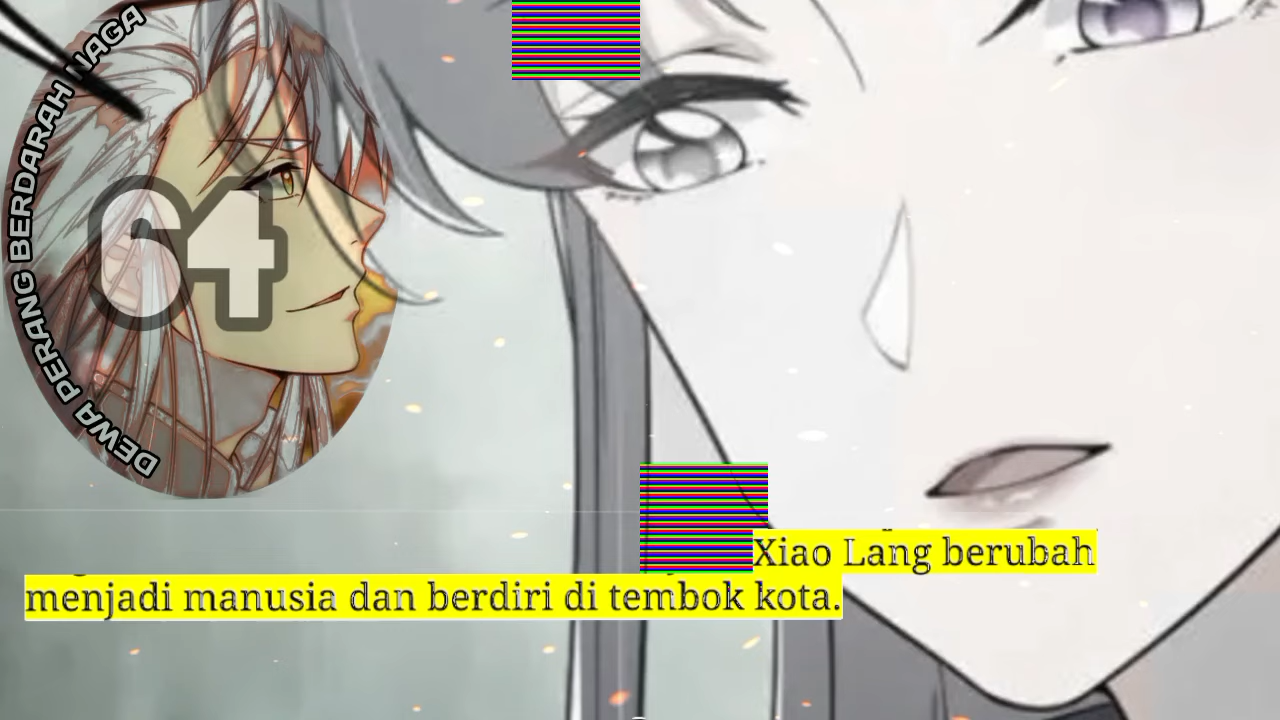 DEWA PERANG BERDARAH NAGA
64
Xiao Lang berubah
menjadi manusia dan berdiri di tembok kota.